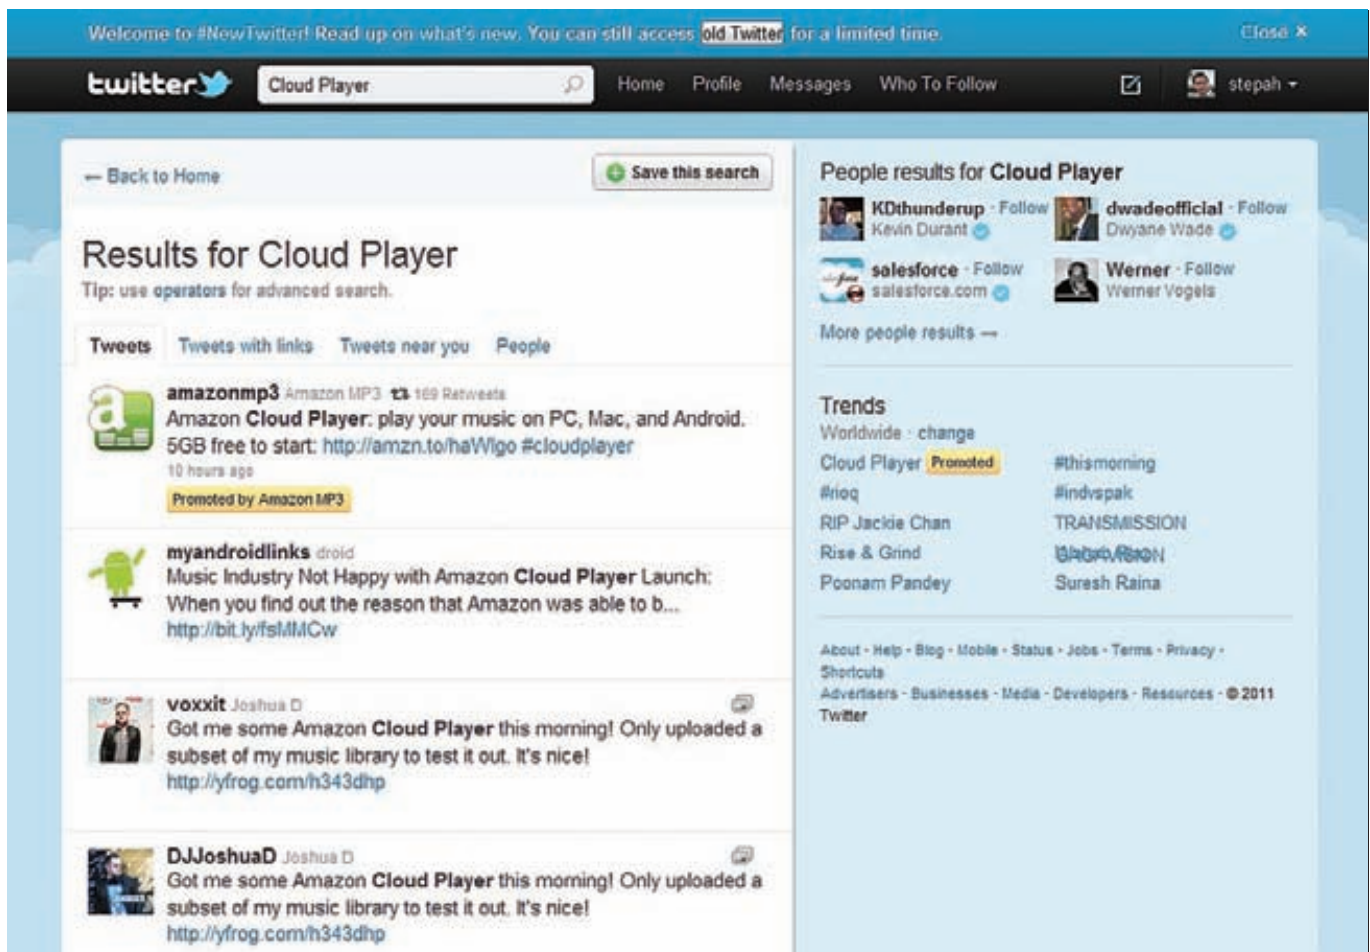 Welcome to #NewTwitter! Read up on what's new. You can still access old Twitter for a limited time.
Close ×
twitter
Cloud Player
Home
Profile
Messages
Who To Follow
stepah
← Back to Home
Save this search
Results for Cloud Player
Tip: use operators for advanced search.
Tweets
Tweets with links
Tweets near you
People
amazonmp3 Amazon MP3 169 Retweets
Amazon Cloud Player: play your music on PC, Mac, and Android.
5GB free to start: http://amzn.to/haWlgo #cloudplayer
10 hours ago
Promoted by Amazon MP3
myandroidlinks droid
Music Industry Not Happy with Amazon Cloud Player Launch:
When you find out the reason that Amazon was able to b...
http://bit.ly/fsMMCw
voxxit Joshua D
Got me some Amazon Cloud Player this morning! Only uploaded a
subset of my music library to test it out. It's nice!
http://yfrog.com/h343dhp
DJJoshuaD Joshua D
Got me some Amazon Cloud Player this morning! Only uploaded a
subset of my music library to test it out. It's nice!
http://yfrog.com/h343dhp
People results for Cloud Player
KDthunderup · Follow
Kevin Durant
dwadeofficial · Follow
Dwyane Wade
salesforce · Follow
salesforce.com
Werner · Follow
Werner Vogels
More people results →
Trends
Worldwide · change
Cloud Player Promoted
#thismorning
#rioq
#indvspak
RIP Jackie Chan
TRANSMISSION
Rise & Grind
Poonam Pandey
Suresh Raina
About · Help · Blog · Mobile · Status · Jobs · Terms · Privacy ·
Shortcuts
Advertisers · Businesses · Media · Developers · Resources · © 2011
Twitter